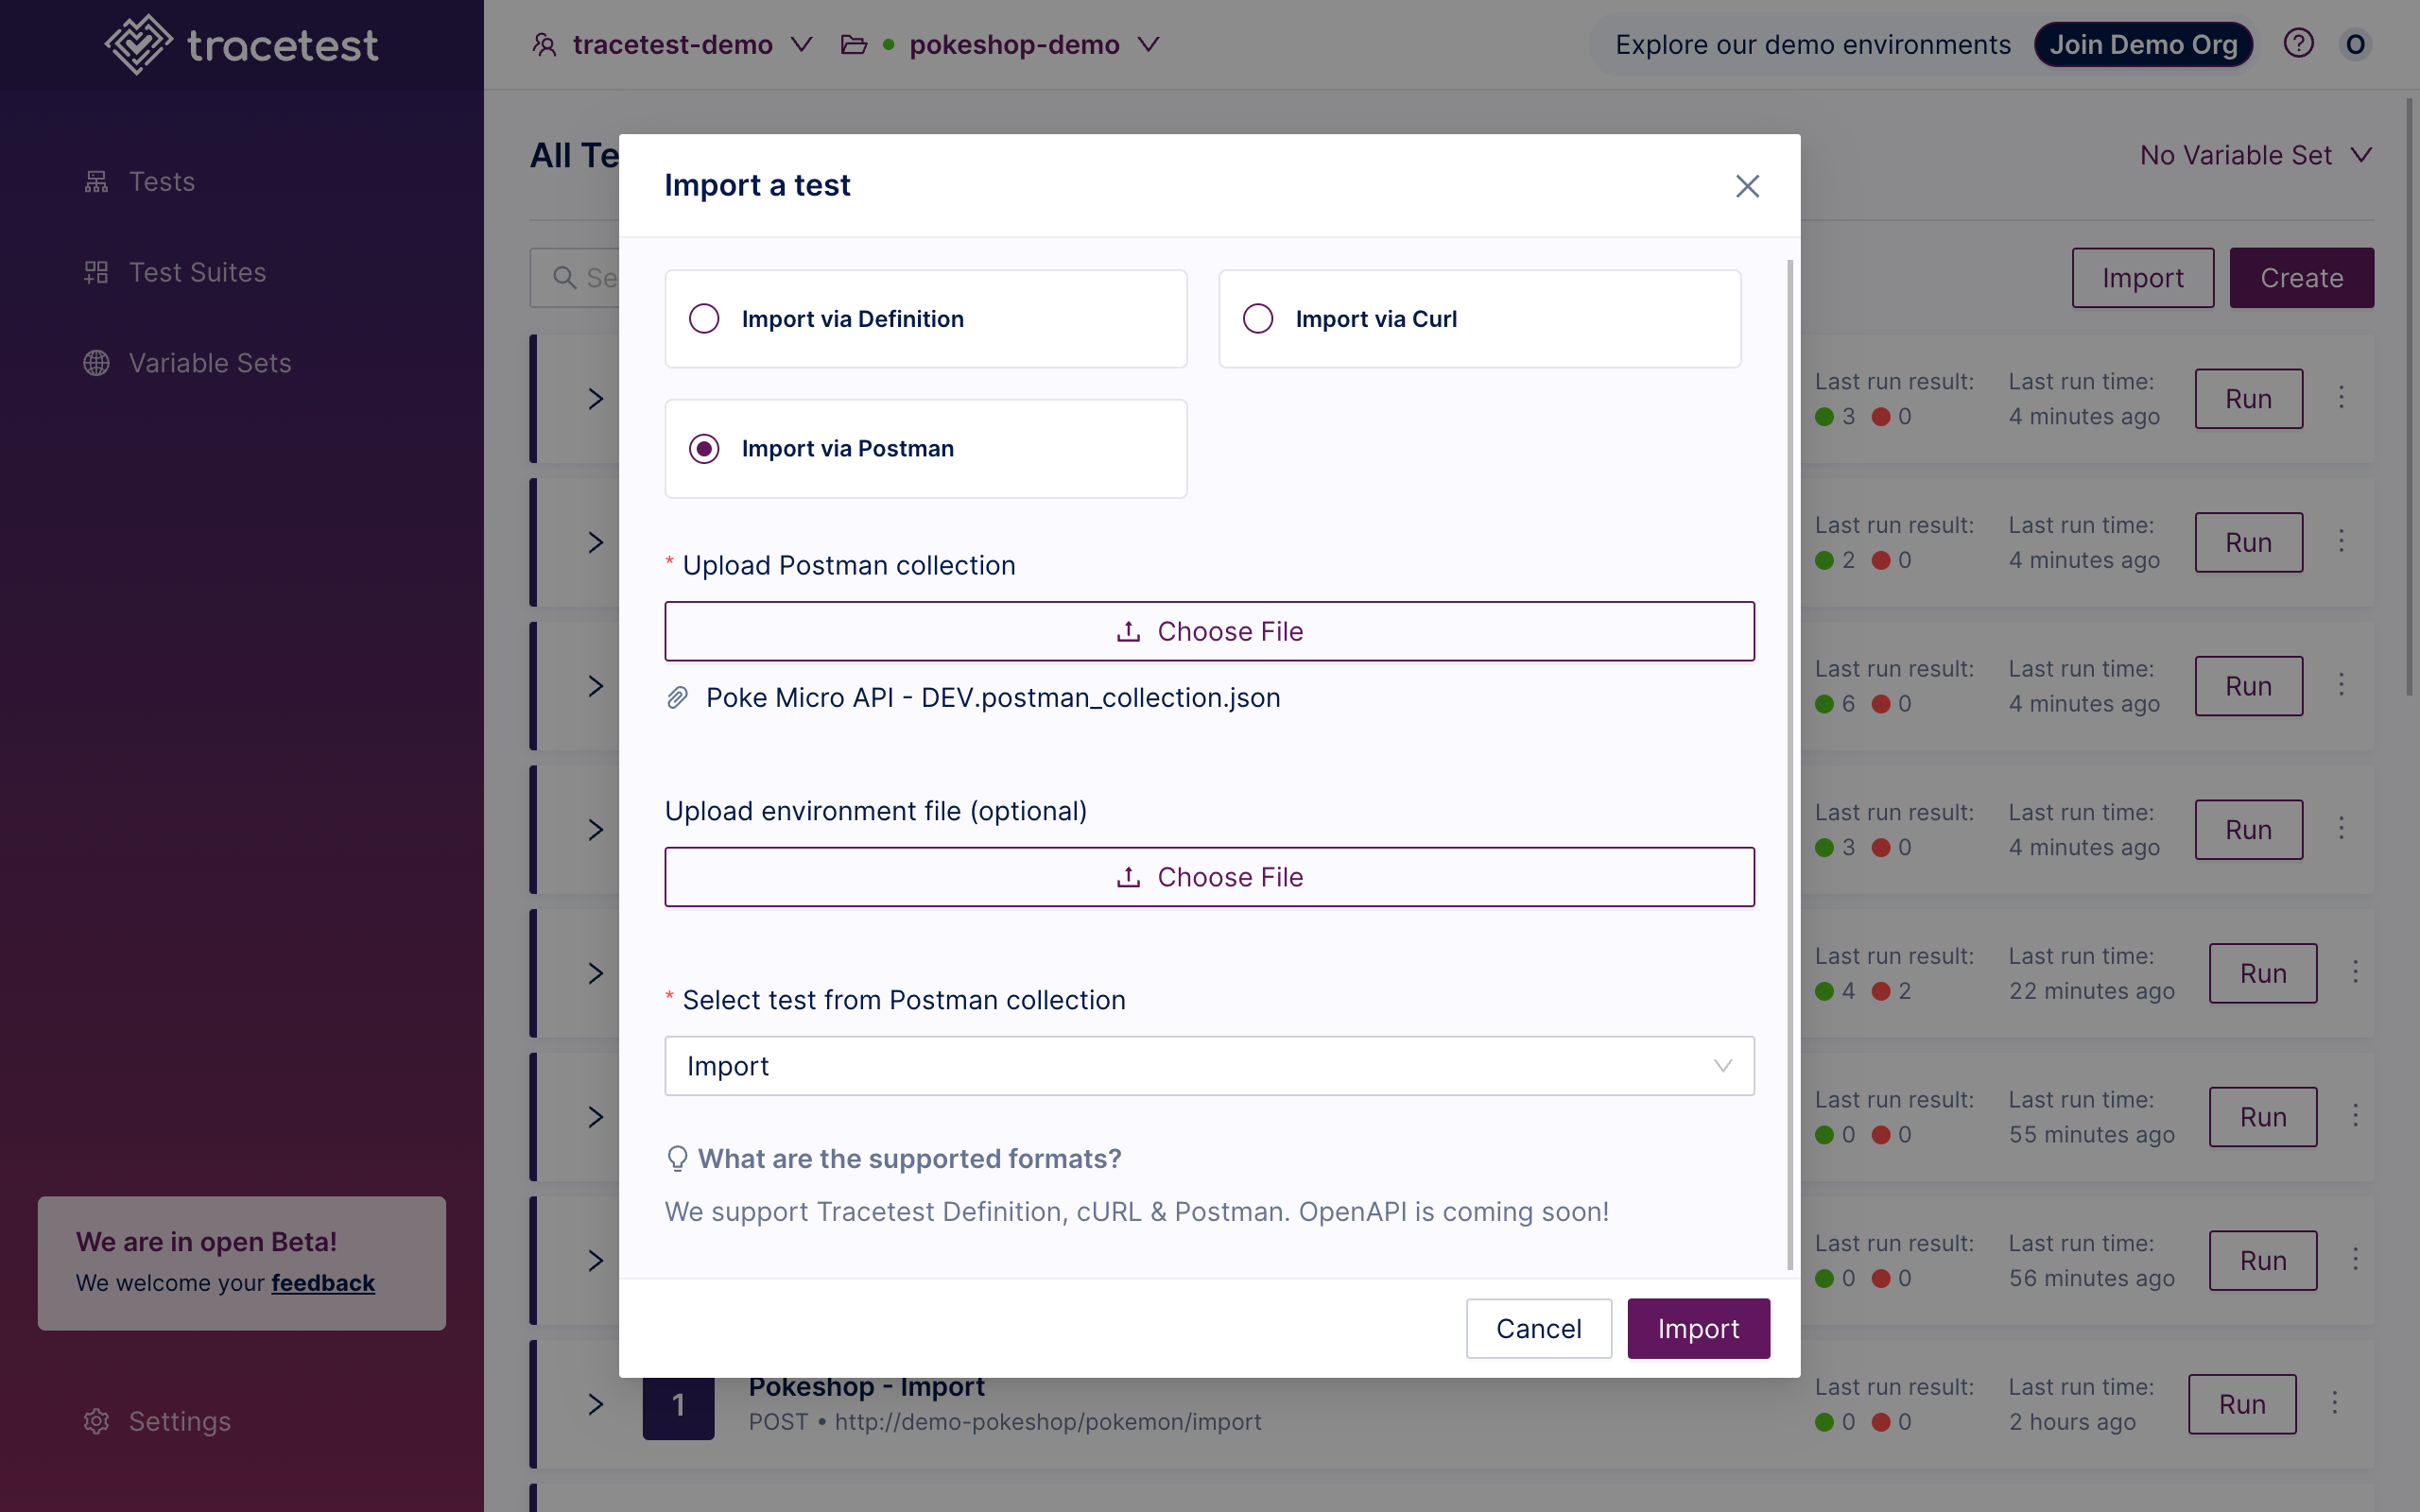 tracetest
tracetest-demo
pokeshop-demo
Explore our demo environments
Join Demo Org
O
Tests
Test Suites
Variable Sets
We are in open Beta!
We welcome your feedback
Settings
All Te
No Variable Set
Se
Import
Create
Import a test
Import via Definition
Import via Curl
Import via Postman
* Upload Postman collection
Choose File
Poke Micro API - DEV.postman_collection.json
Upload environment file (optional)
Choose File
* Select test from Postman collection
Import
What are the supported formats?
We support Tracetest Definition, cURL & Postman. OpenAPI is coming soon!
Cancel
Import
Last run result: Last run time:
3 0 4 minutes ago
Run
Last run result: Last run time:
2 0 4 minutes ago
Run
Last run result: Last run time:
6 0 4 minutes ago
Run
Last run result: Last run time:
3 0 4 minutes ago
Run
Last run result: Last run time:
4 2 22 minutes ago
Run
Last run result: Last run time:
0 0 55 minutes ago
Run
Last run result: Last run time:
0 0 56 minutes ago
Run
1
Pokeshop - Import
POST • http://demo-pokeshop/pokemon/import
Last run result: Last run time:
0 0 2 hours ago
Run